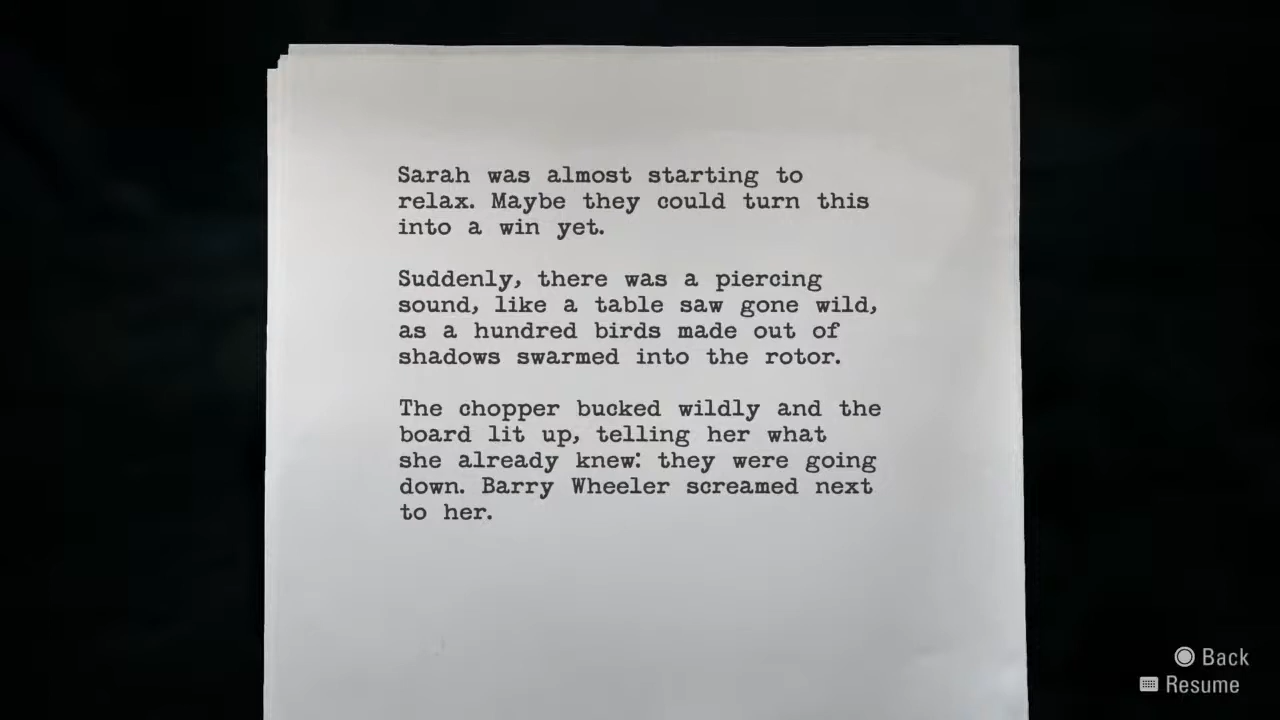 Sarah was almost starting to
relax. Maybe they could turn this
into a win yet.
Suddenly, there was a piercing
sound, like a table saw gone wild,
as a hundred birds made out of
shadows swarmed into the rotor.
The chopper bucked wildly and the
board lit up, telling her what
she already knew: they were going
down. Barry Wheeler screamed next
to her.
Back
Resume